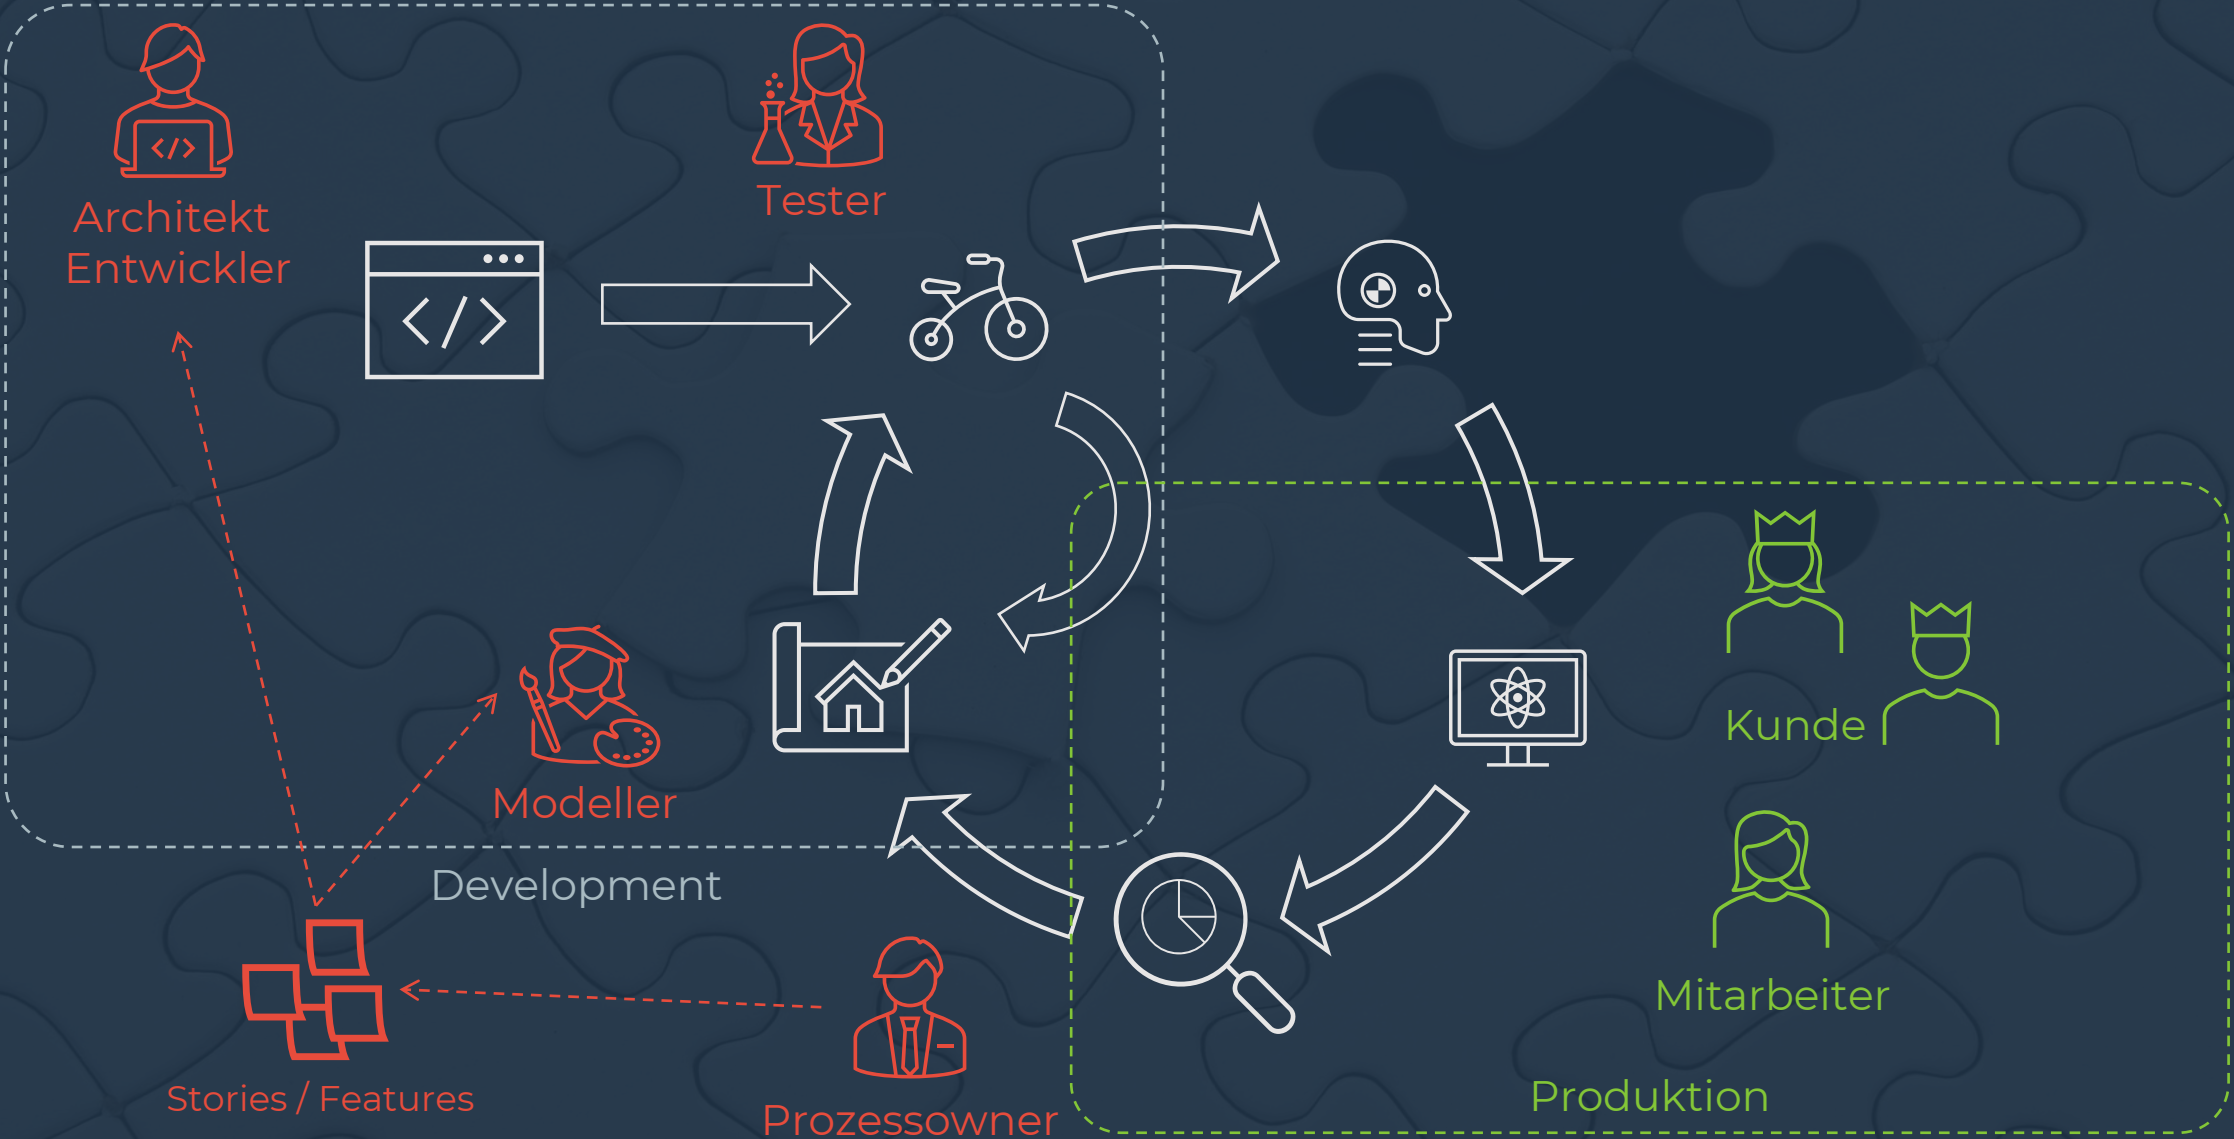 Architekt
Entwickler
</>
Tester
</>
Modeller
Development
Kunde
Mitarbeiter
Stories / Features
Prozessowner
Produktion